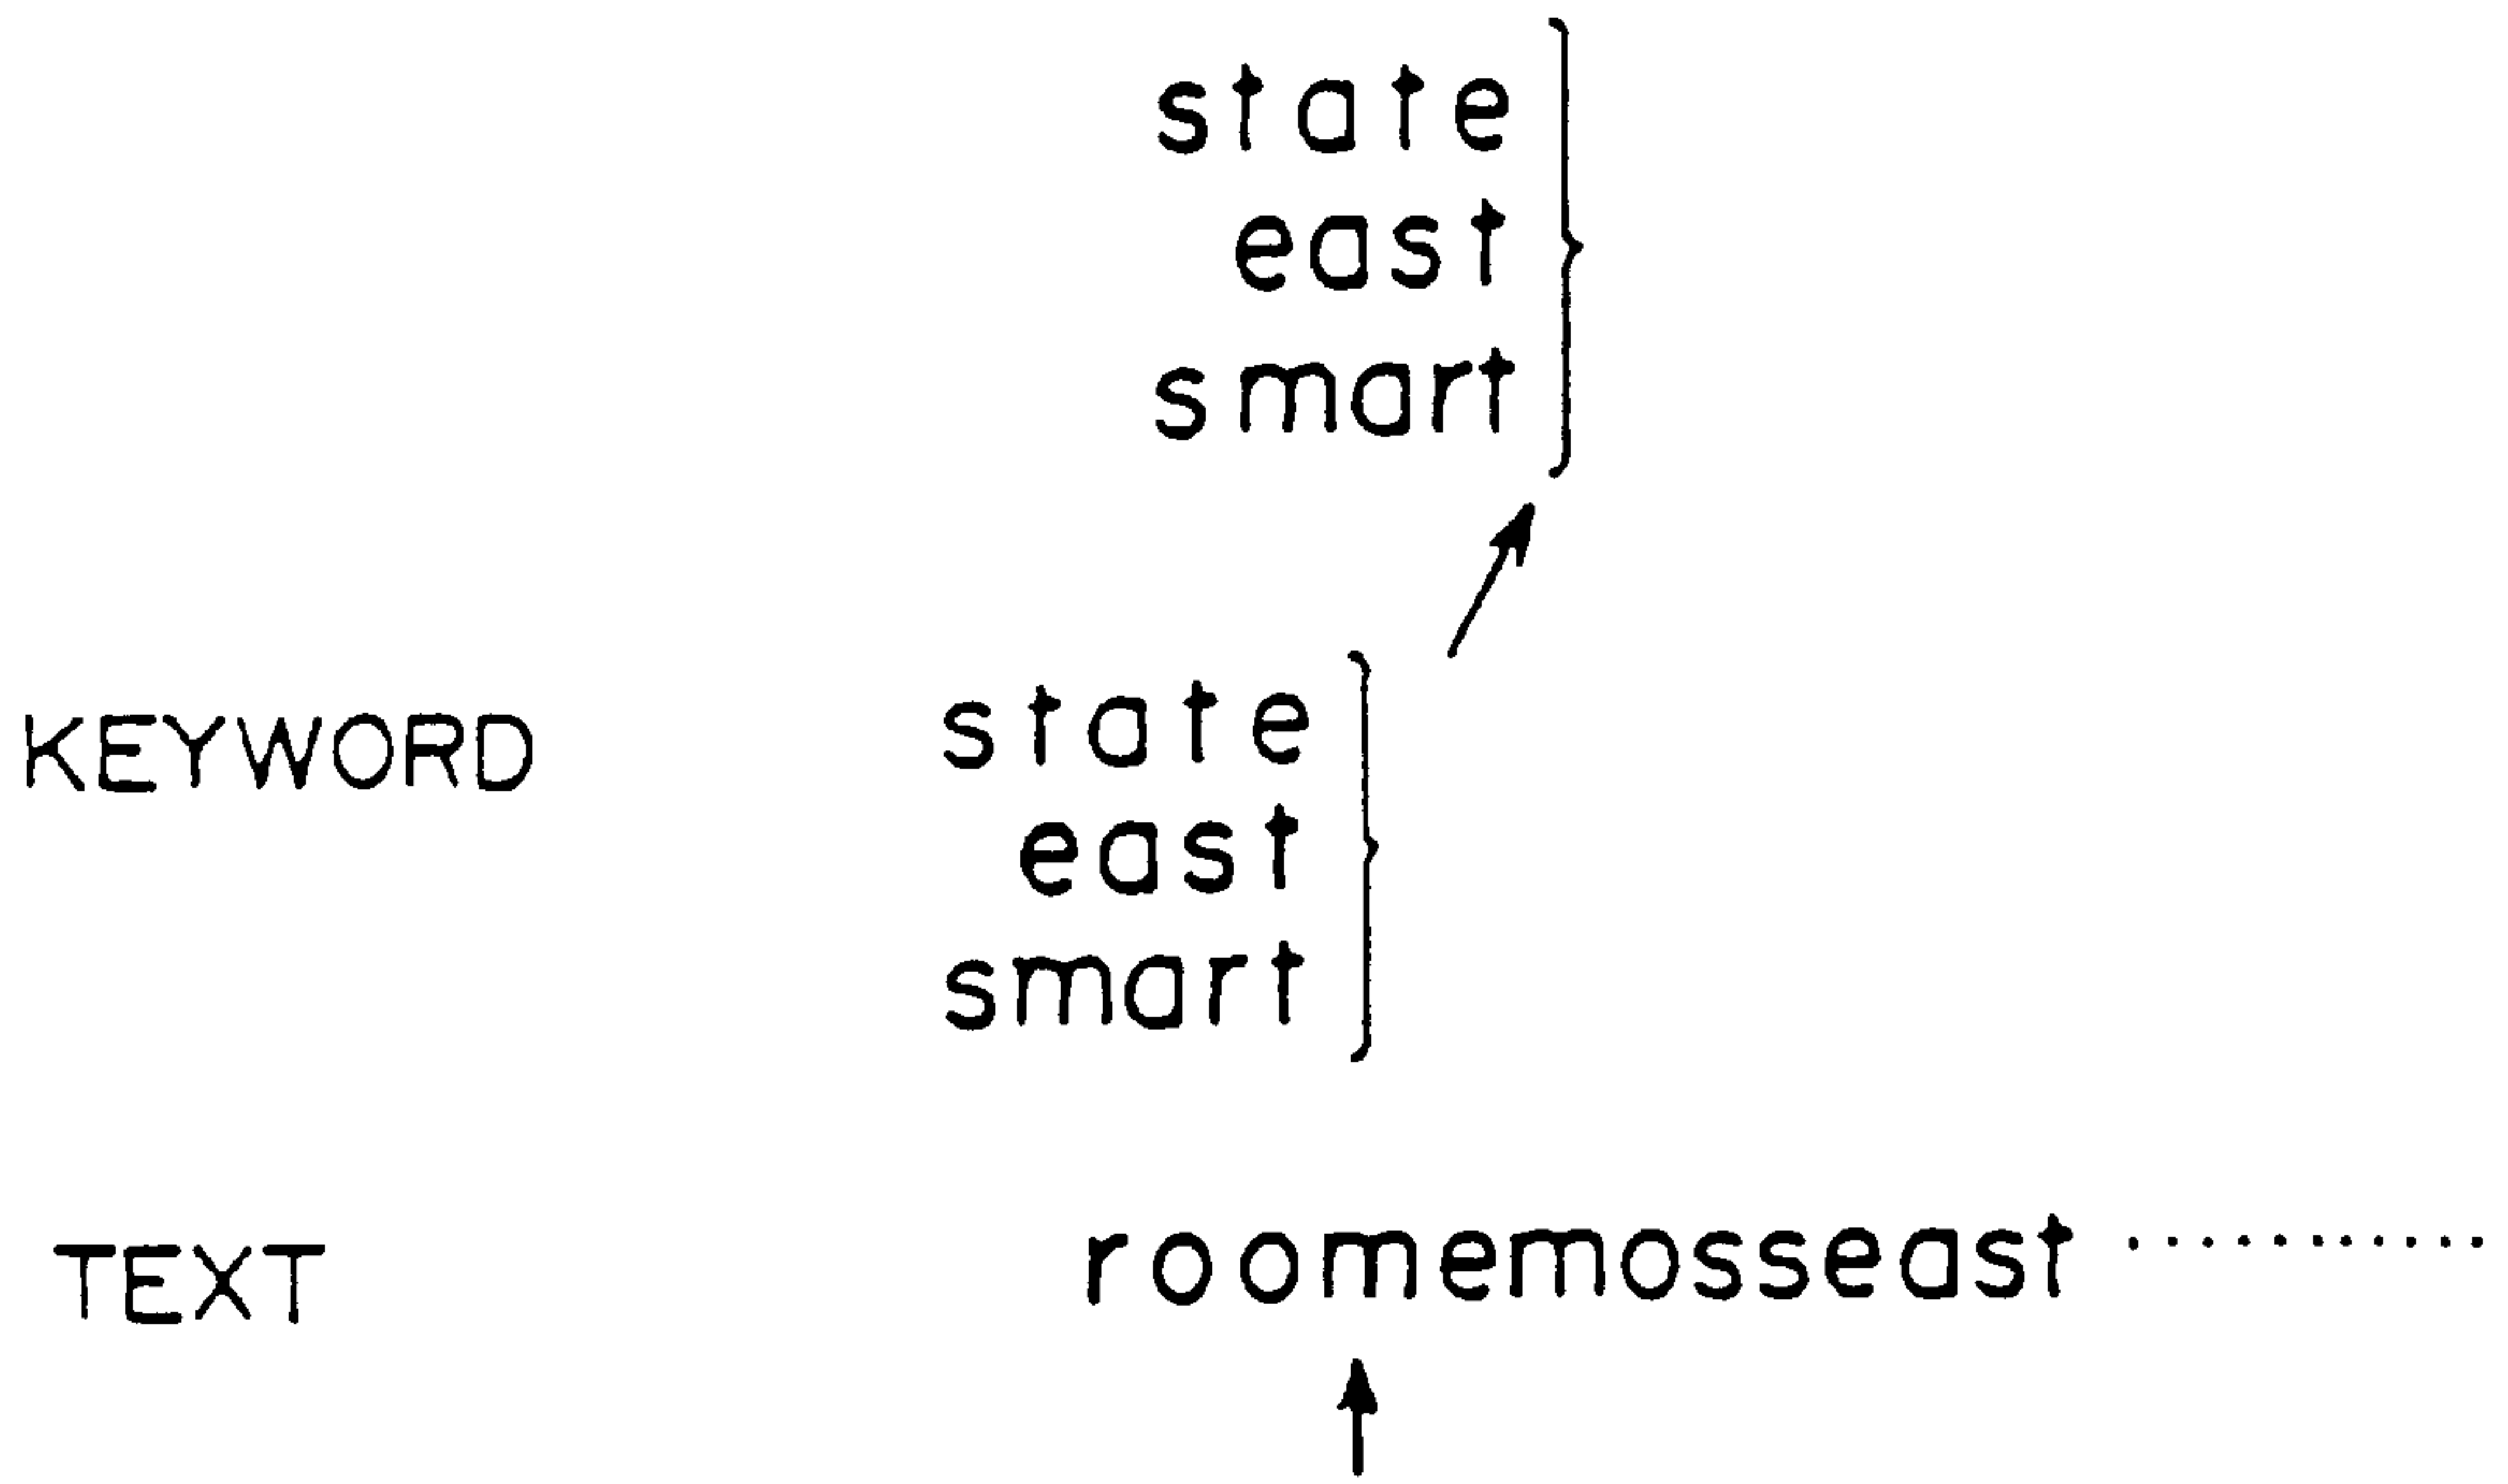 state
east
smart
KEYWORD state
east
smart
TEXT roomemosseast ...........